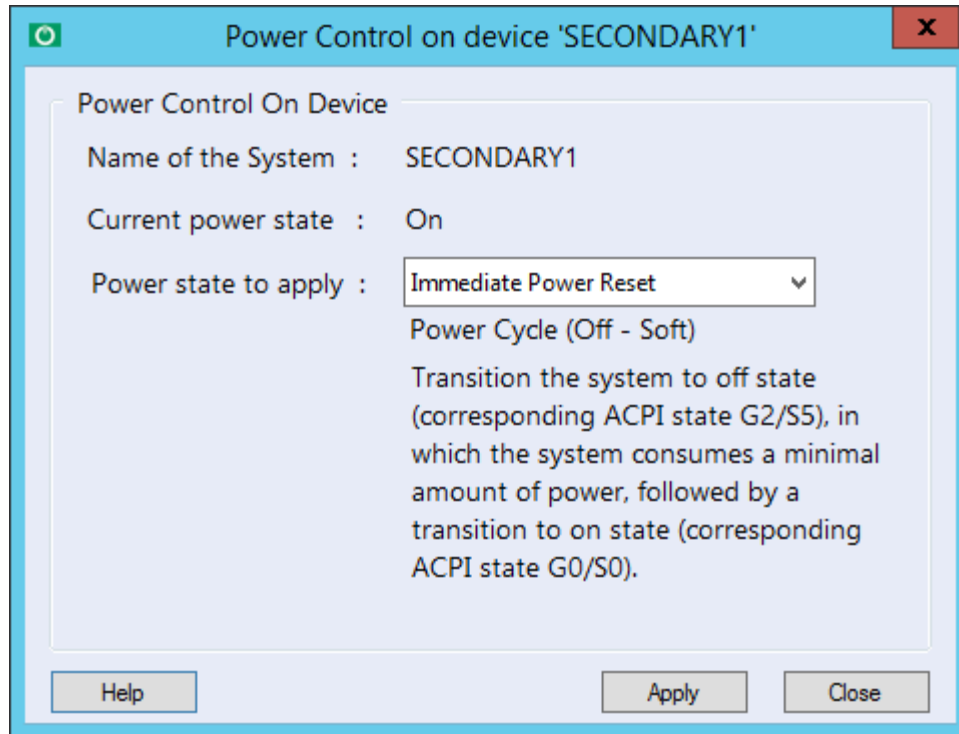 Power Control on device 'SECONDARY1'
x
Power Control On Device
Name of the System : SECONDARY1
Current power state : On
Power state to apply : Immediate Power Reset
Power Cycle (Off - Soft)
Transition the system to off state
(corresponding ACPI state G2/S5), in
which the system consumes a minimal
amount of power, followed by a
transition to on state (corresponding
ACPI state G0/S0).
Help Apply Close